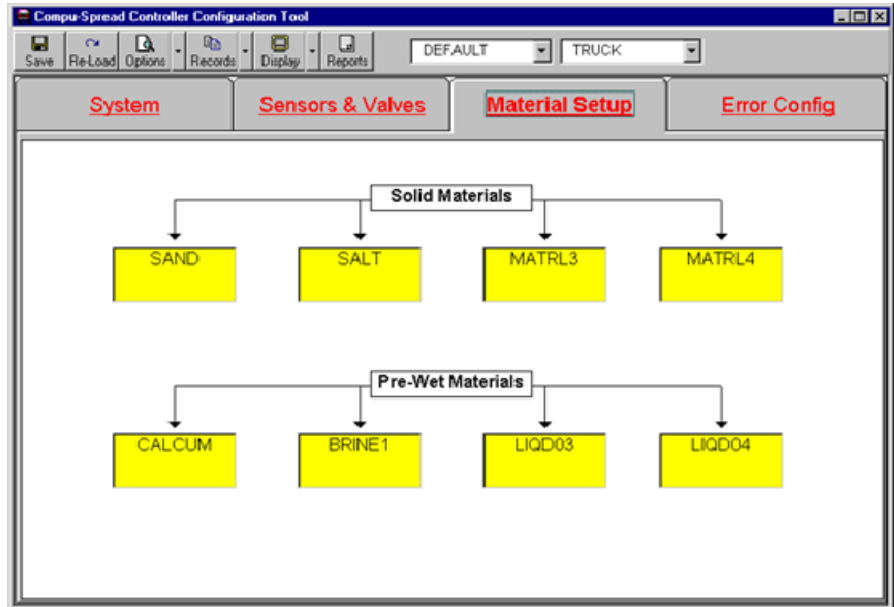 Compu-Spread Controller Configuration Tool
Save Re-Load Options Records Display Reports DEFAULT TRUCK
System Sensors & Valves Material Setup Error Config
Solid Materials
SAND SALT MATRL3 MATRL4
Pre-Wet Materials
CALCUM BRINE1 LIQD03 LIQD04